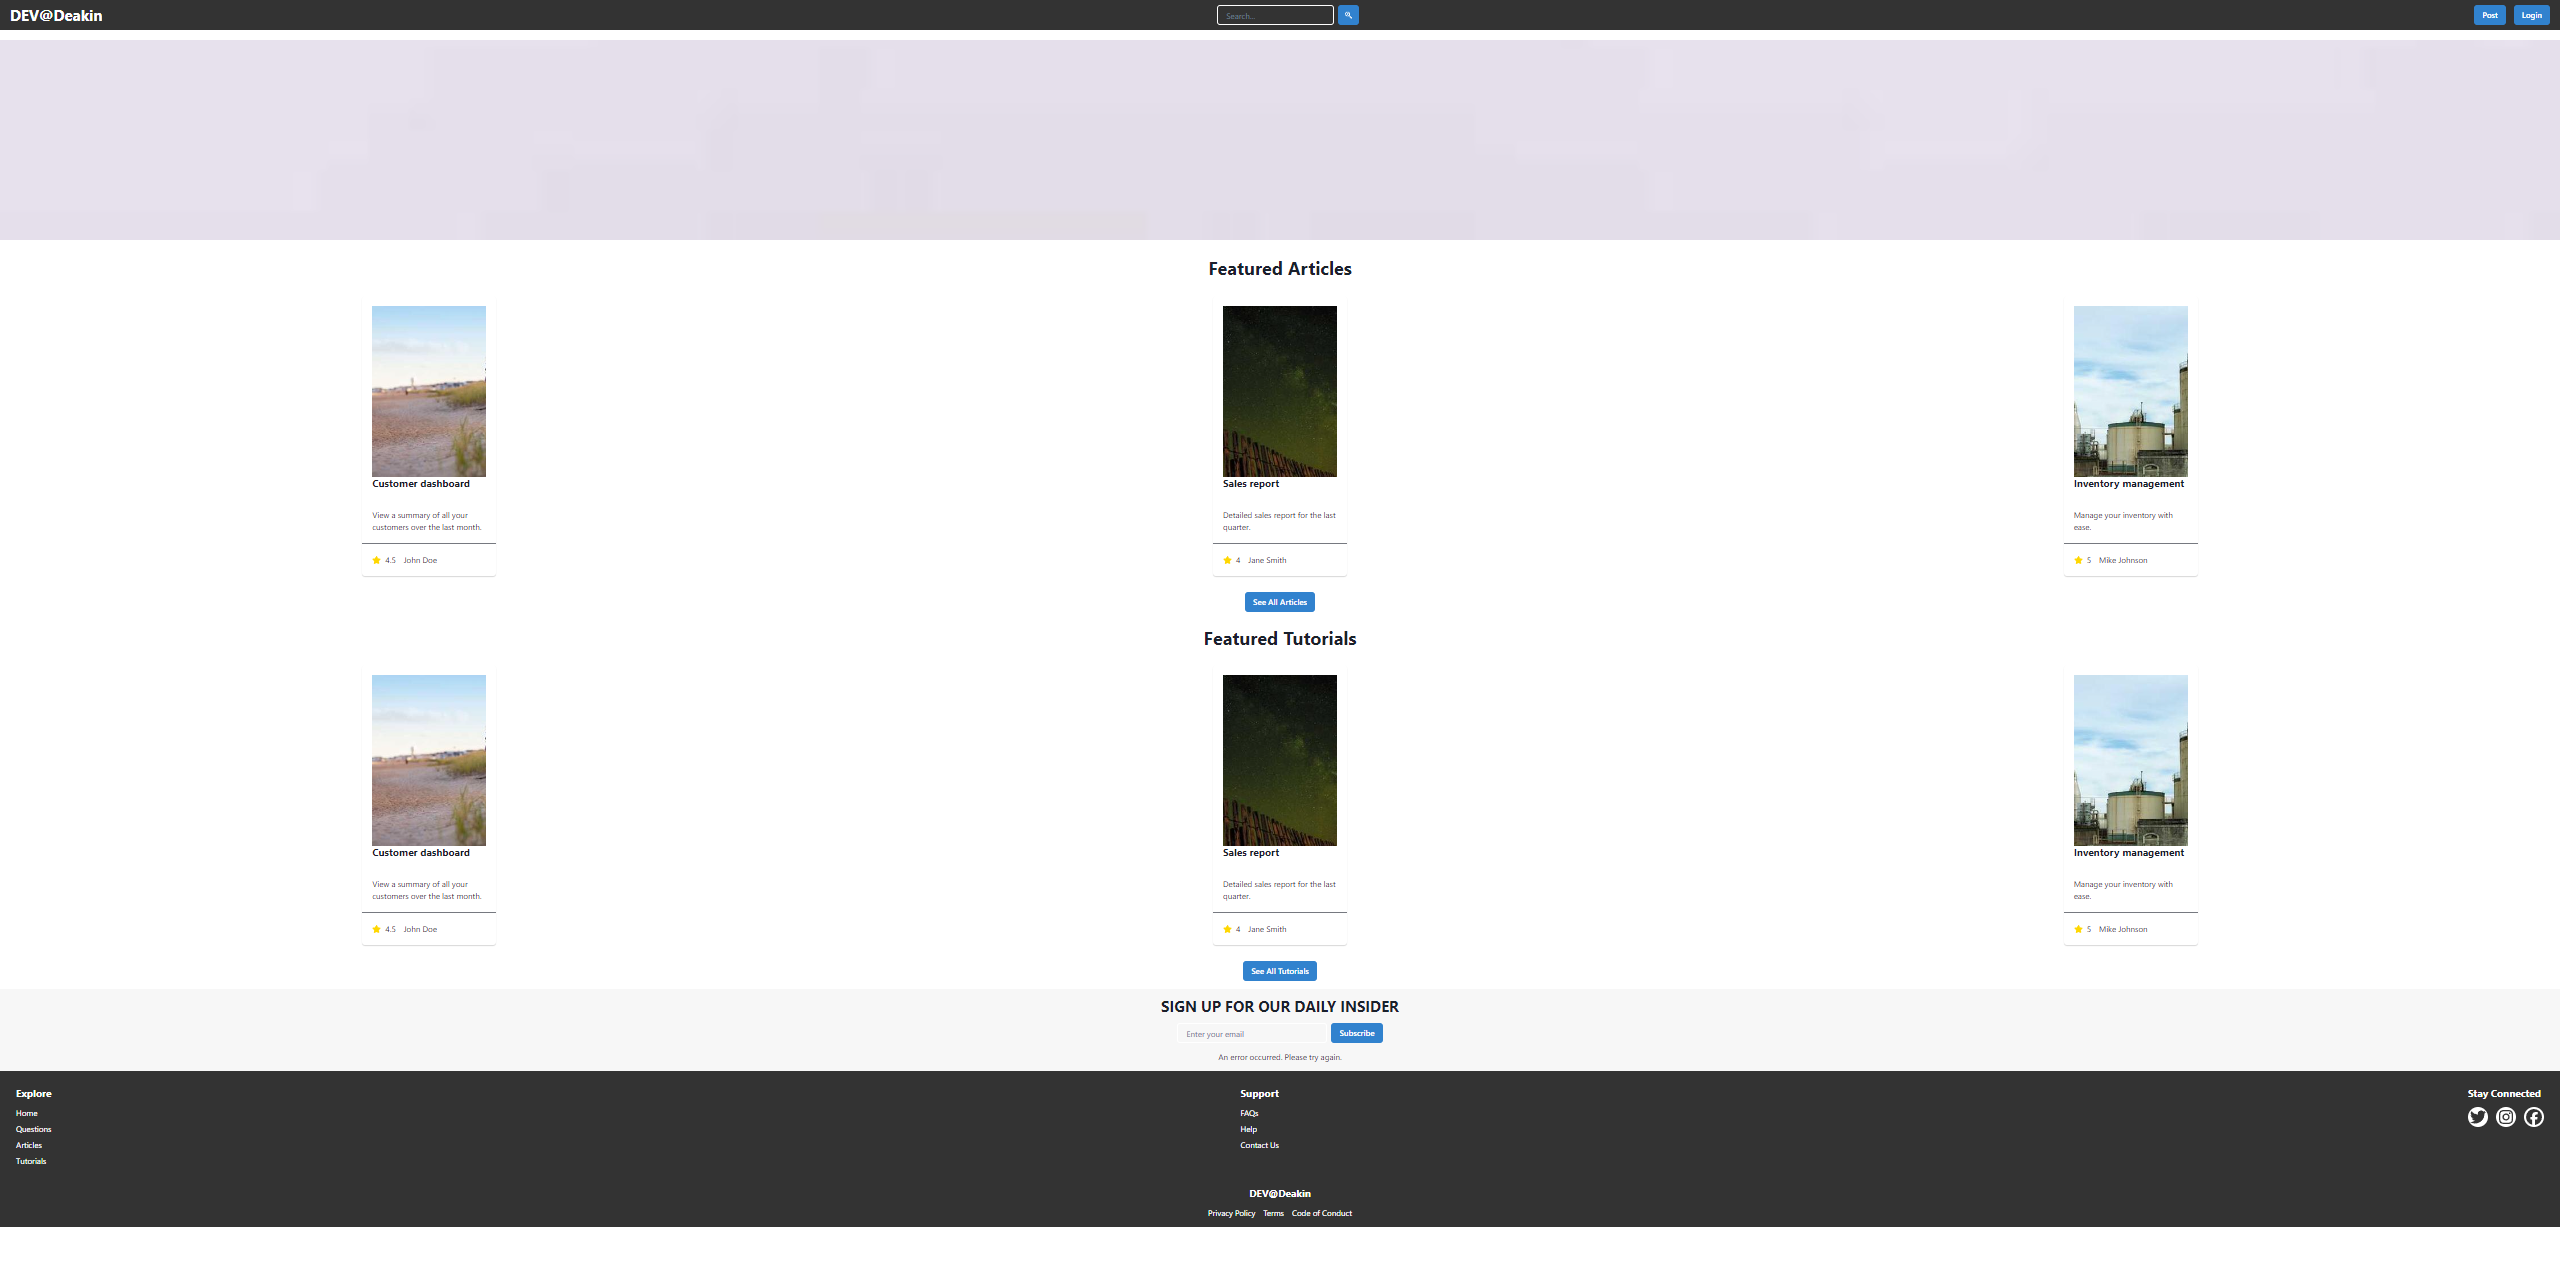 DEV@Deakin
Search...
Post
Login
Featured Articles
Customer dashboard
View a summary of all your
customers over the last month.
4.5 John Doe
Sales report
Detailed sales report for the last
quarter.
4 Jane Smith
Inventory management
Manage your inventory with
ease.
5 Mike Johnson
See All Articles
Featured Tutorials
Customer dashboard
View a summary of all your
customers over the last month.
4.5 John Doe
Sales report
Detailed sales report for the last
quarter.
4 Jane Smith
Inventory management
Manage your inventory with
ease.
5 Mike Johnson
See All Tutorials
SIGN UP FOR OUR DAILY INSIDER
Enter your email
Subscribe
An error occurred. Please try again.
Explore
Home
Questions
Articles
Tutorials
Support
FAQs
Help
Contact Us
Stay Connected
DEV@Deakin
Privacy Policy Terms Code of Conduct